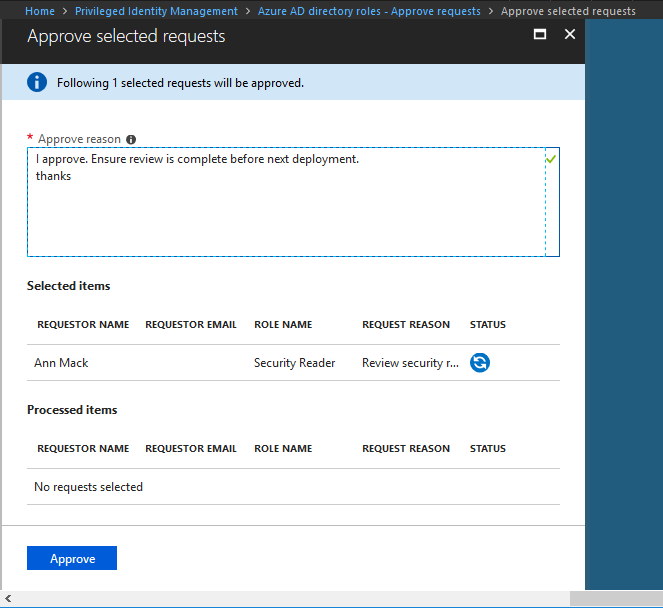 Home > Privileged Identity Management > Azure AD directory roles - Approve requests > Approve selected requests
Approve selected requests
Following 1 selected requests will be approved.
* Approve reason
I approve. Ensure review is complete before next deployment.
thanks
Selected items
REQUESTOR NAME REQUESTOR EMAIL ROLE NAME REQUEST REASON STATUS
Ann Mack Security Reader Review security r...
Processed items
REQUESTOR NAME REQUESTOR EMAIL ROLE NAME REQUEST REASON STATUS
No requests selected
Approve